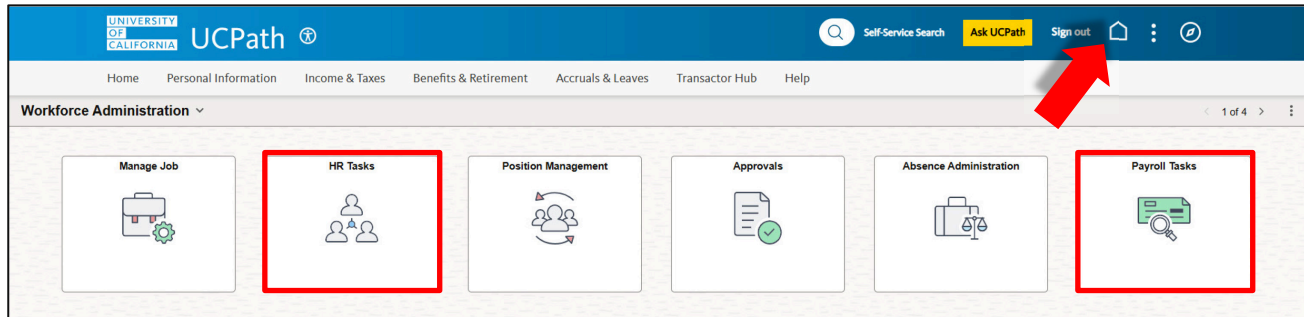 UNIVERSITY
OF
CALIFORNIA
UCPath
Self-Service Search
Ask UCPath
Sign out
Home Personal Information Income & Taxes Benefits & Retirement Accruals & Leaves Transactor Hub Help
Workforce Administration
1 of 4
Manage Job
HR Tasks
Position Management
Approvals
Absence Administration
Payroll Tasks